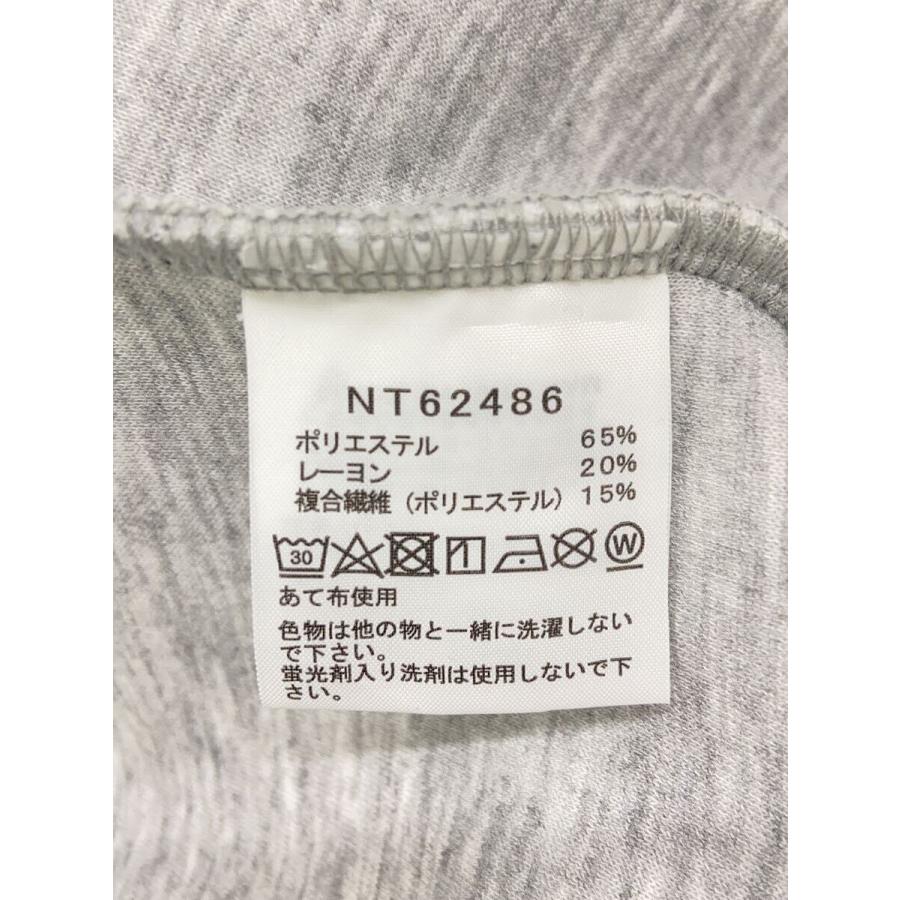 NT62486
ポリエステル 65%
レーヨン 20%
複合繊維(ポリエステル) 15%
30 W
あて布使用
色物は他の物と一緒に洗濯しない
で下さい。
蛍光剤入り洗剤は使用しないで下
さい。